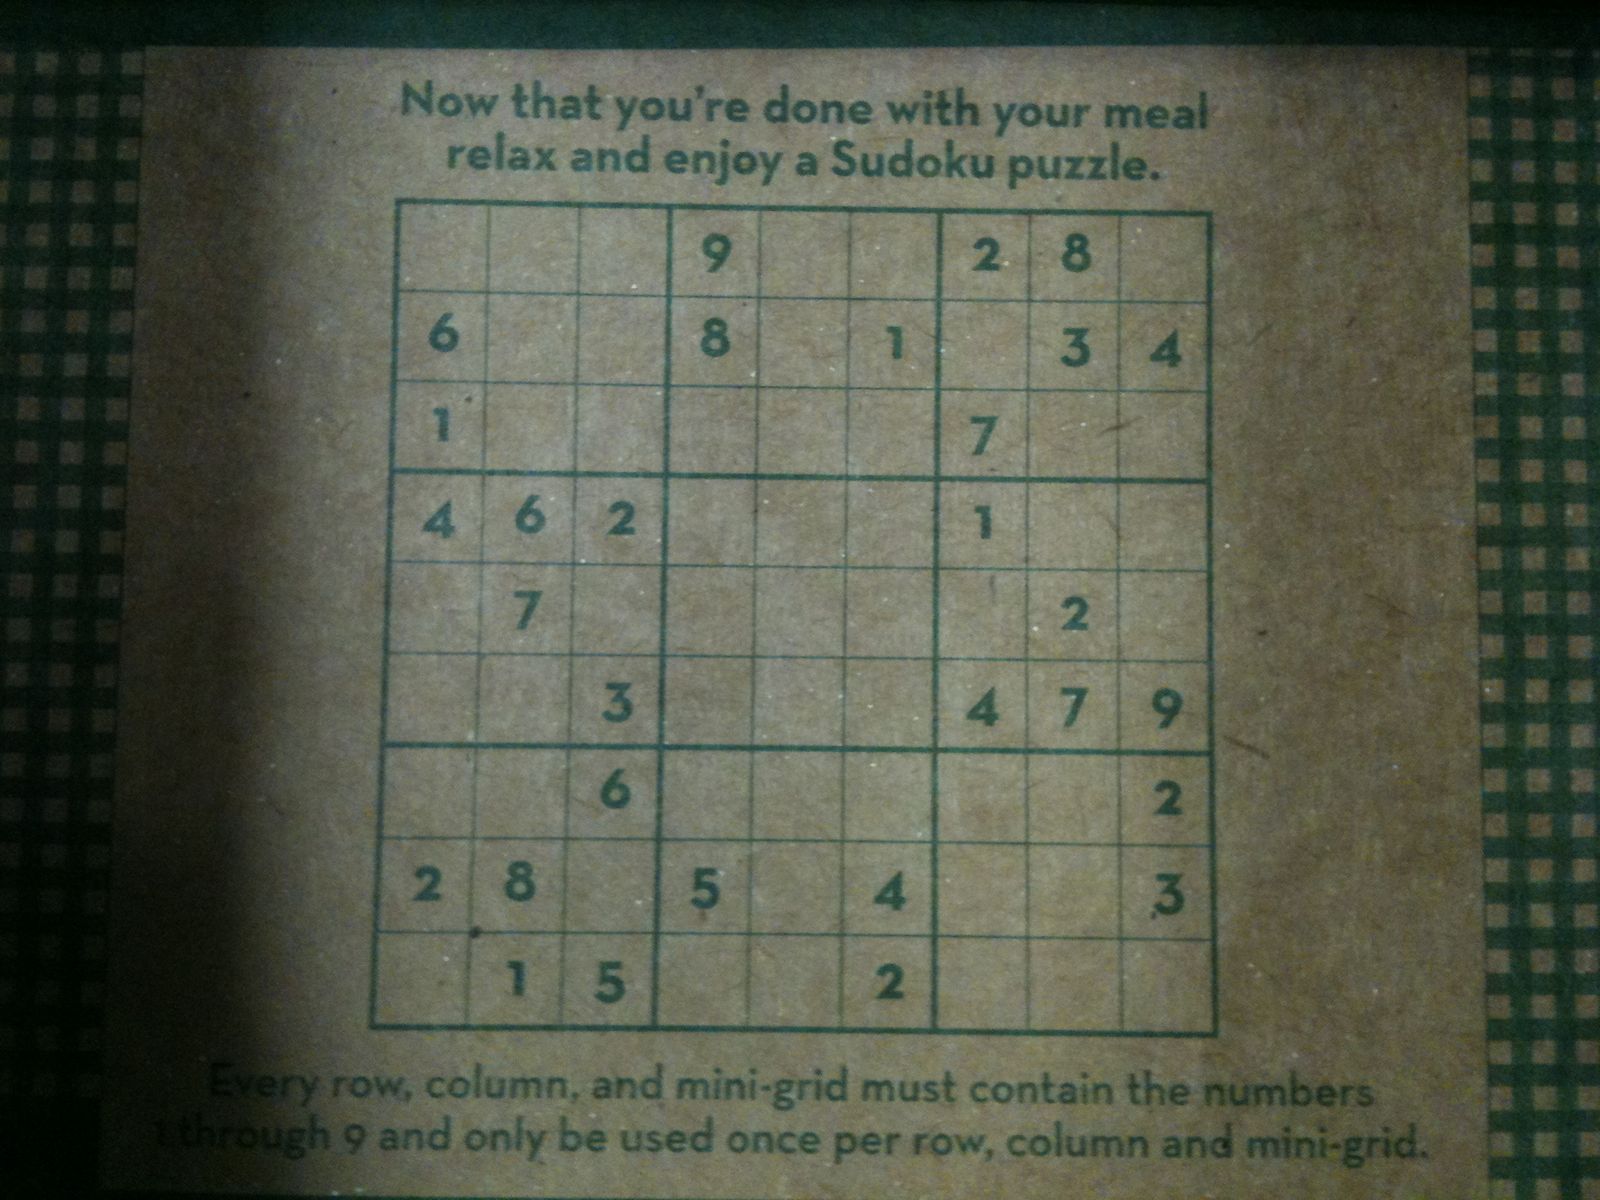 Now that you're done with your meal
relax and enjoy a Sudoku puzzle.
9 2 8
6 8 1 3 4
1 7
4 6 2 1
7 2
3 4 7 9
6 2
2 8 5 4 3
1 5 2
Every row, column, and mini-grid must contain the numbers
1 through 9 and only be used once per row, column and mini-grid.